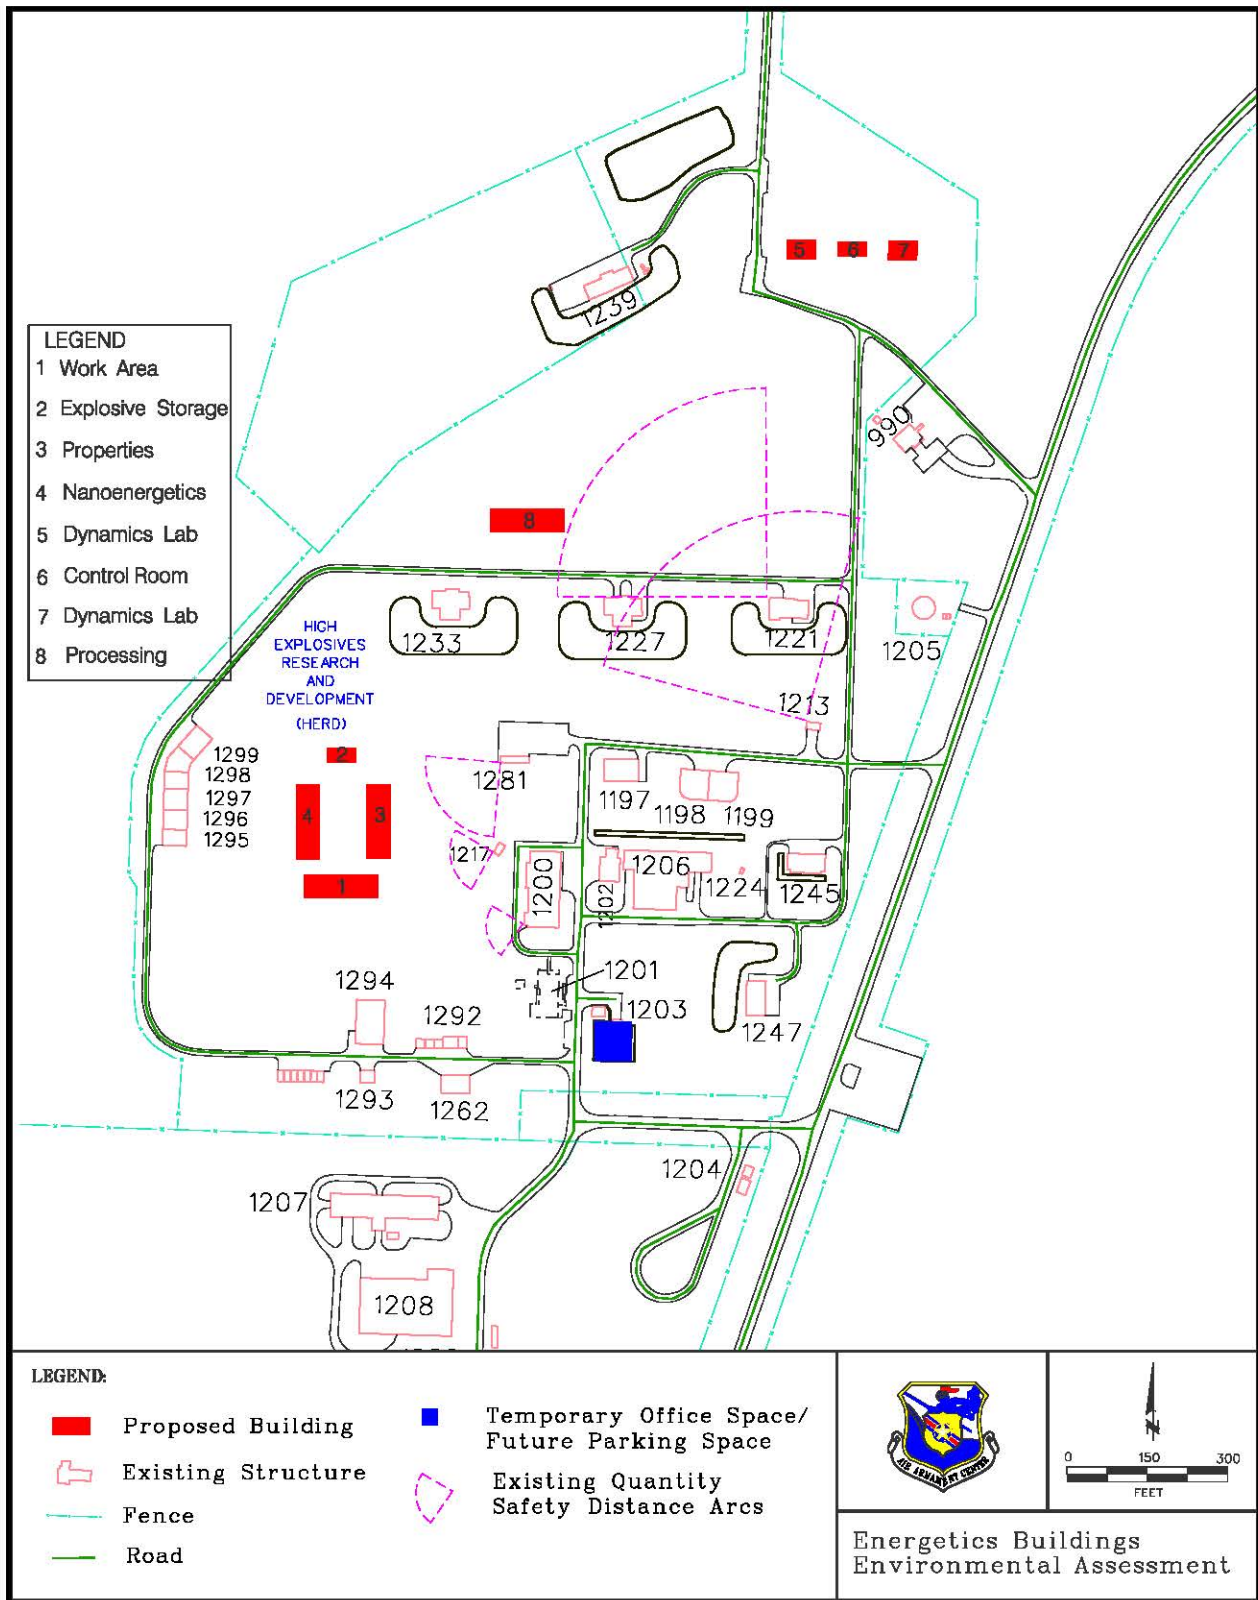 5 6 7
1239
LEGEND
1 Work Area
2 Explosive Storage
3 Properties
4 Nanoenergetics
5 Dynamics Lab
6 Control Room
7 Dynamics Lab
8 Processing
990
8
HIGH
EXPLOSIVES
RESEARCH
AND
DEVELOPMENT
(HERD)
1233
1227
1221
1205
1213
1299
1298
1297
1296
1295
2
4
3
1
1281
1197
1198
1199
1217
1200
1202
1206
1224
1245
1201
1203
1247
1294
1292
1293
1262
1204
1207
1208
LEGEND:
Proposed Building
Existing Structure
Fence
Road
Temporary Office Space/
Future Parking Space
Existing Quantity
Safety Distance Arcs
AIR ARMAMENT CENTER
N
0 150 300
FEET
Energetics Buildings
Environmental Assessment